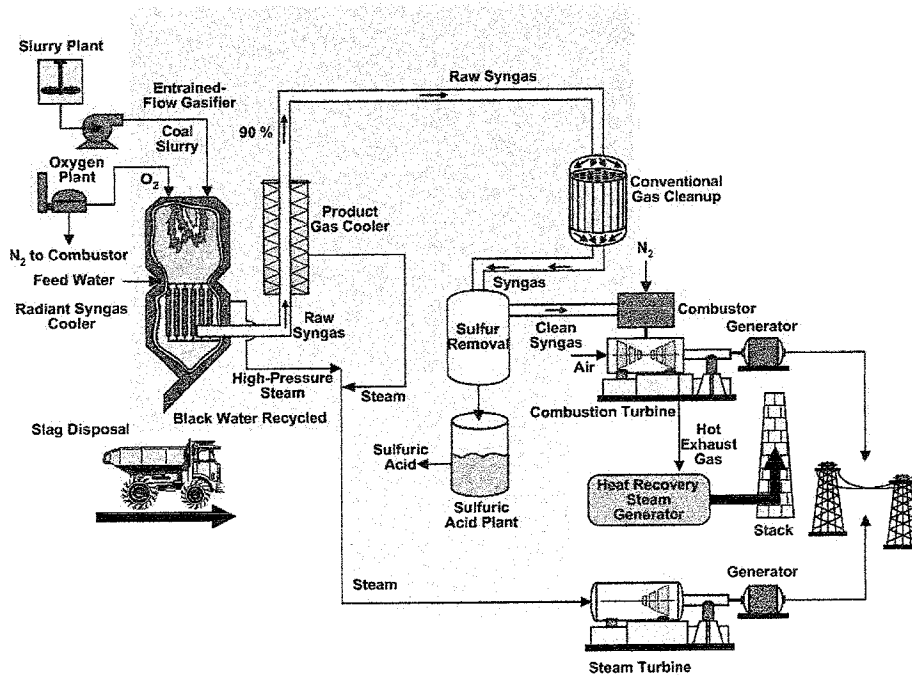 Slurry Plant
Entrained-
Flow Gasifier
Coal
Slurry
Oxygen
Plant
O2
N2 to Combustor
Feed Water
Radiant Syngas
Cooler
90 %
Raw Syngas
Product
Gas Cooler
Conventional
Gas Cleanup
Raw
Syngas
High-Pressure
Steam
Steam
Black Water Recycled
Slag Disposal
Syngas
N2
Sulfur
Removal
Clean
Syngas
Combustor
Generator
Air
Combustion Turbine
Sulfuric
Acid
Sulfuric
Acid Plant
Hot
Exhaust
Gas
Heat Recovery
Steam
Generator
Stack
Steam
Generator
Steam Turbine